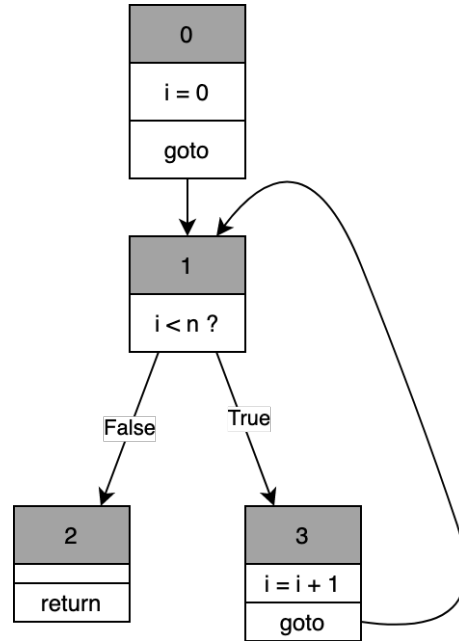 0
i = 0
goto
1
i < n ?
False
True
2
return
3
i = i + 1
goto